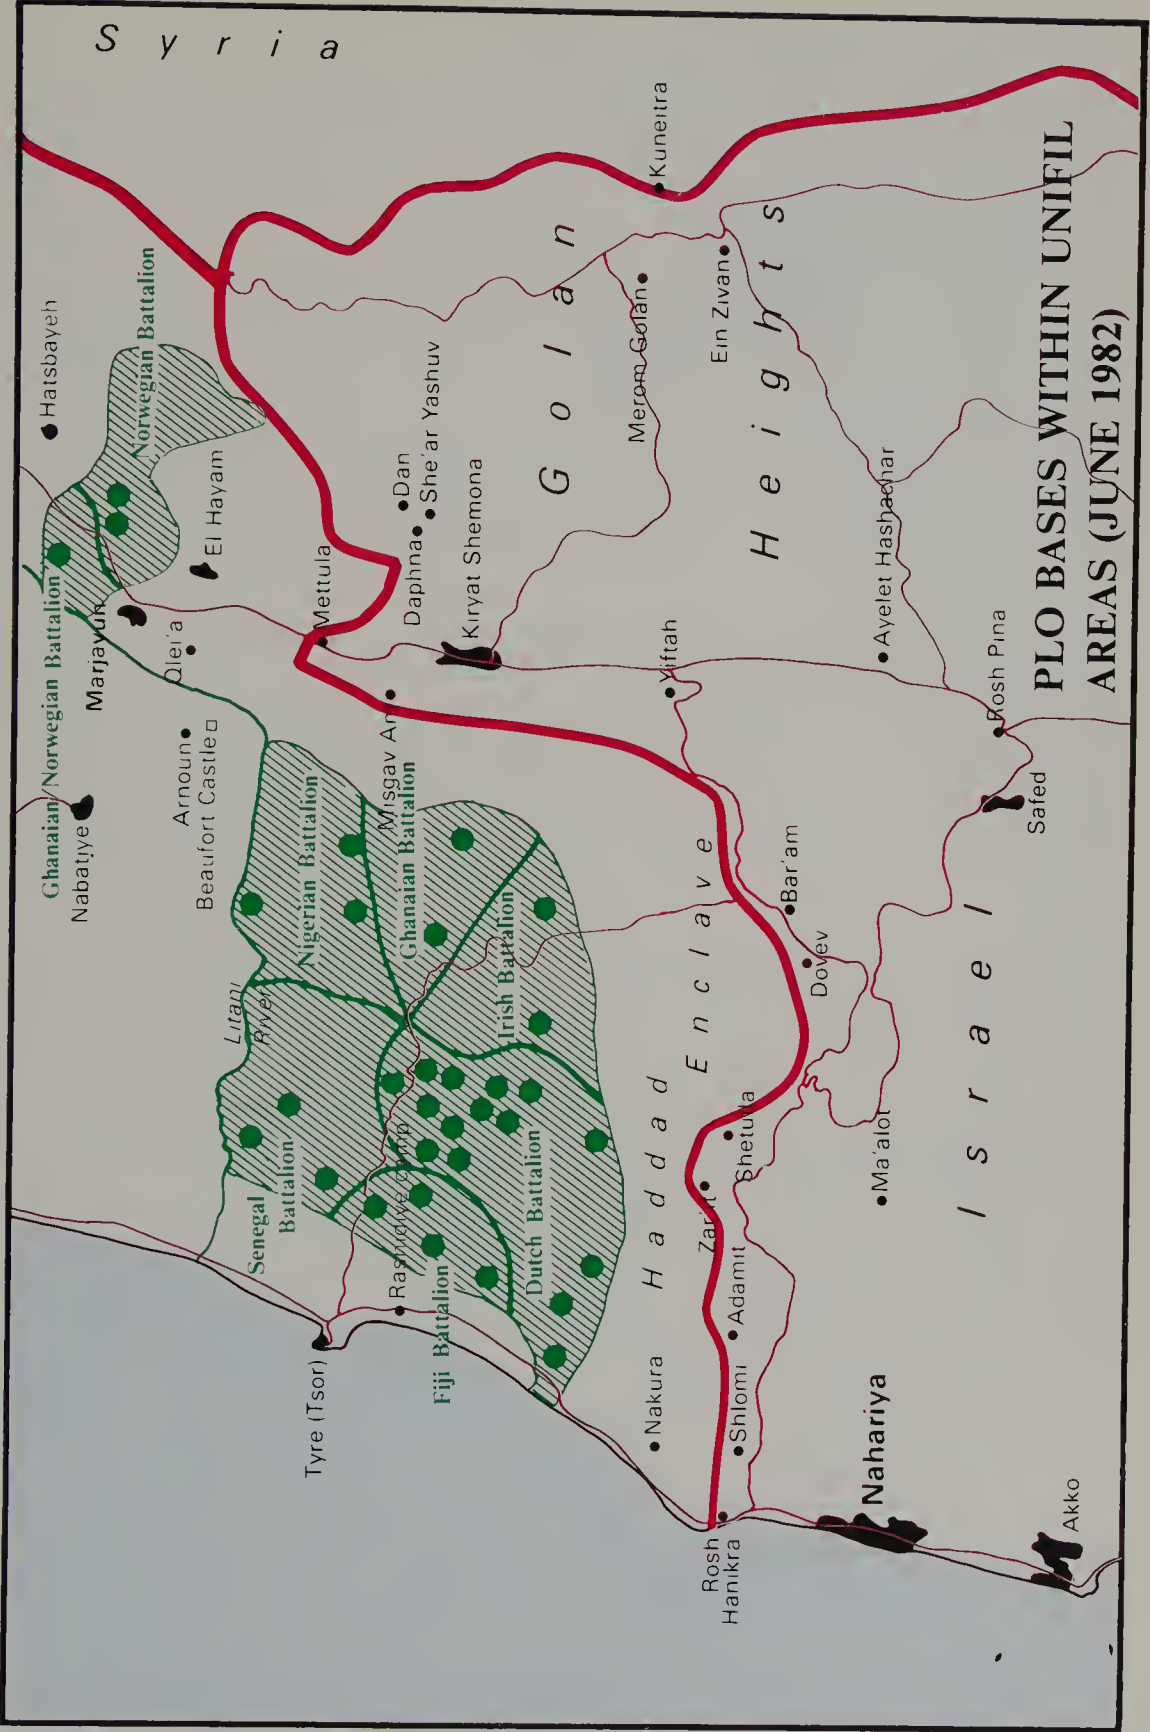 Syria
Hatsbayeh
Norwegian Battalion
Ghanaian/Norwegian Battalion
El Hayam
Marjayun
Qlei'a
Nabatiye
Arnoun
Beaufort Castle
Mettula
Dan
She'ar Yashuv
Daphna
Kiryat Shemona
Misgav Am
Kuneitra
Merom Golan
Ein Zivan
Golan
Heights
Nigerian Battalion
Ghanaian Battalion
Irish Battalion
Litani
River
Senegal
Battalion
Dutch Battalion
Fiji Battalion
Rashidiye Camp
Tyre (Tsor)
Haddad
Enclave
Yiftah
Ayelet Hashachar
Rosh Pina
Safed
Bar'am
Dovev
Israel
Shetulla
Zar'it
Ma'alot
Adamit
Shlomi
Nakura
Rosh
Hanikra
Nahariya
Akko
PLO BASES WITHIN UNIFIL
AREAS (JUNE 1982)